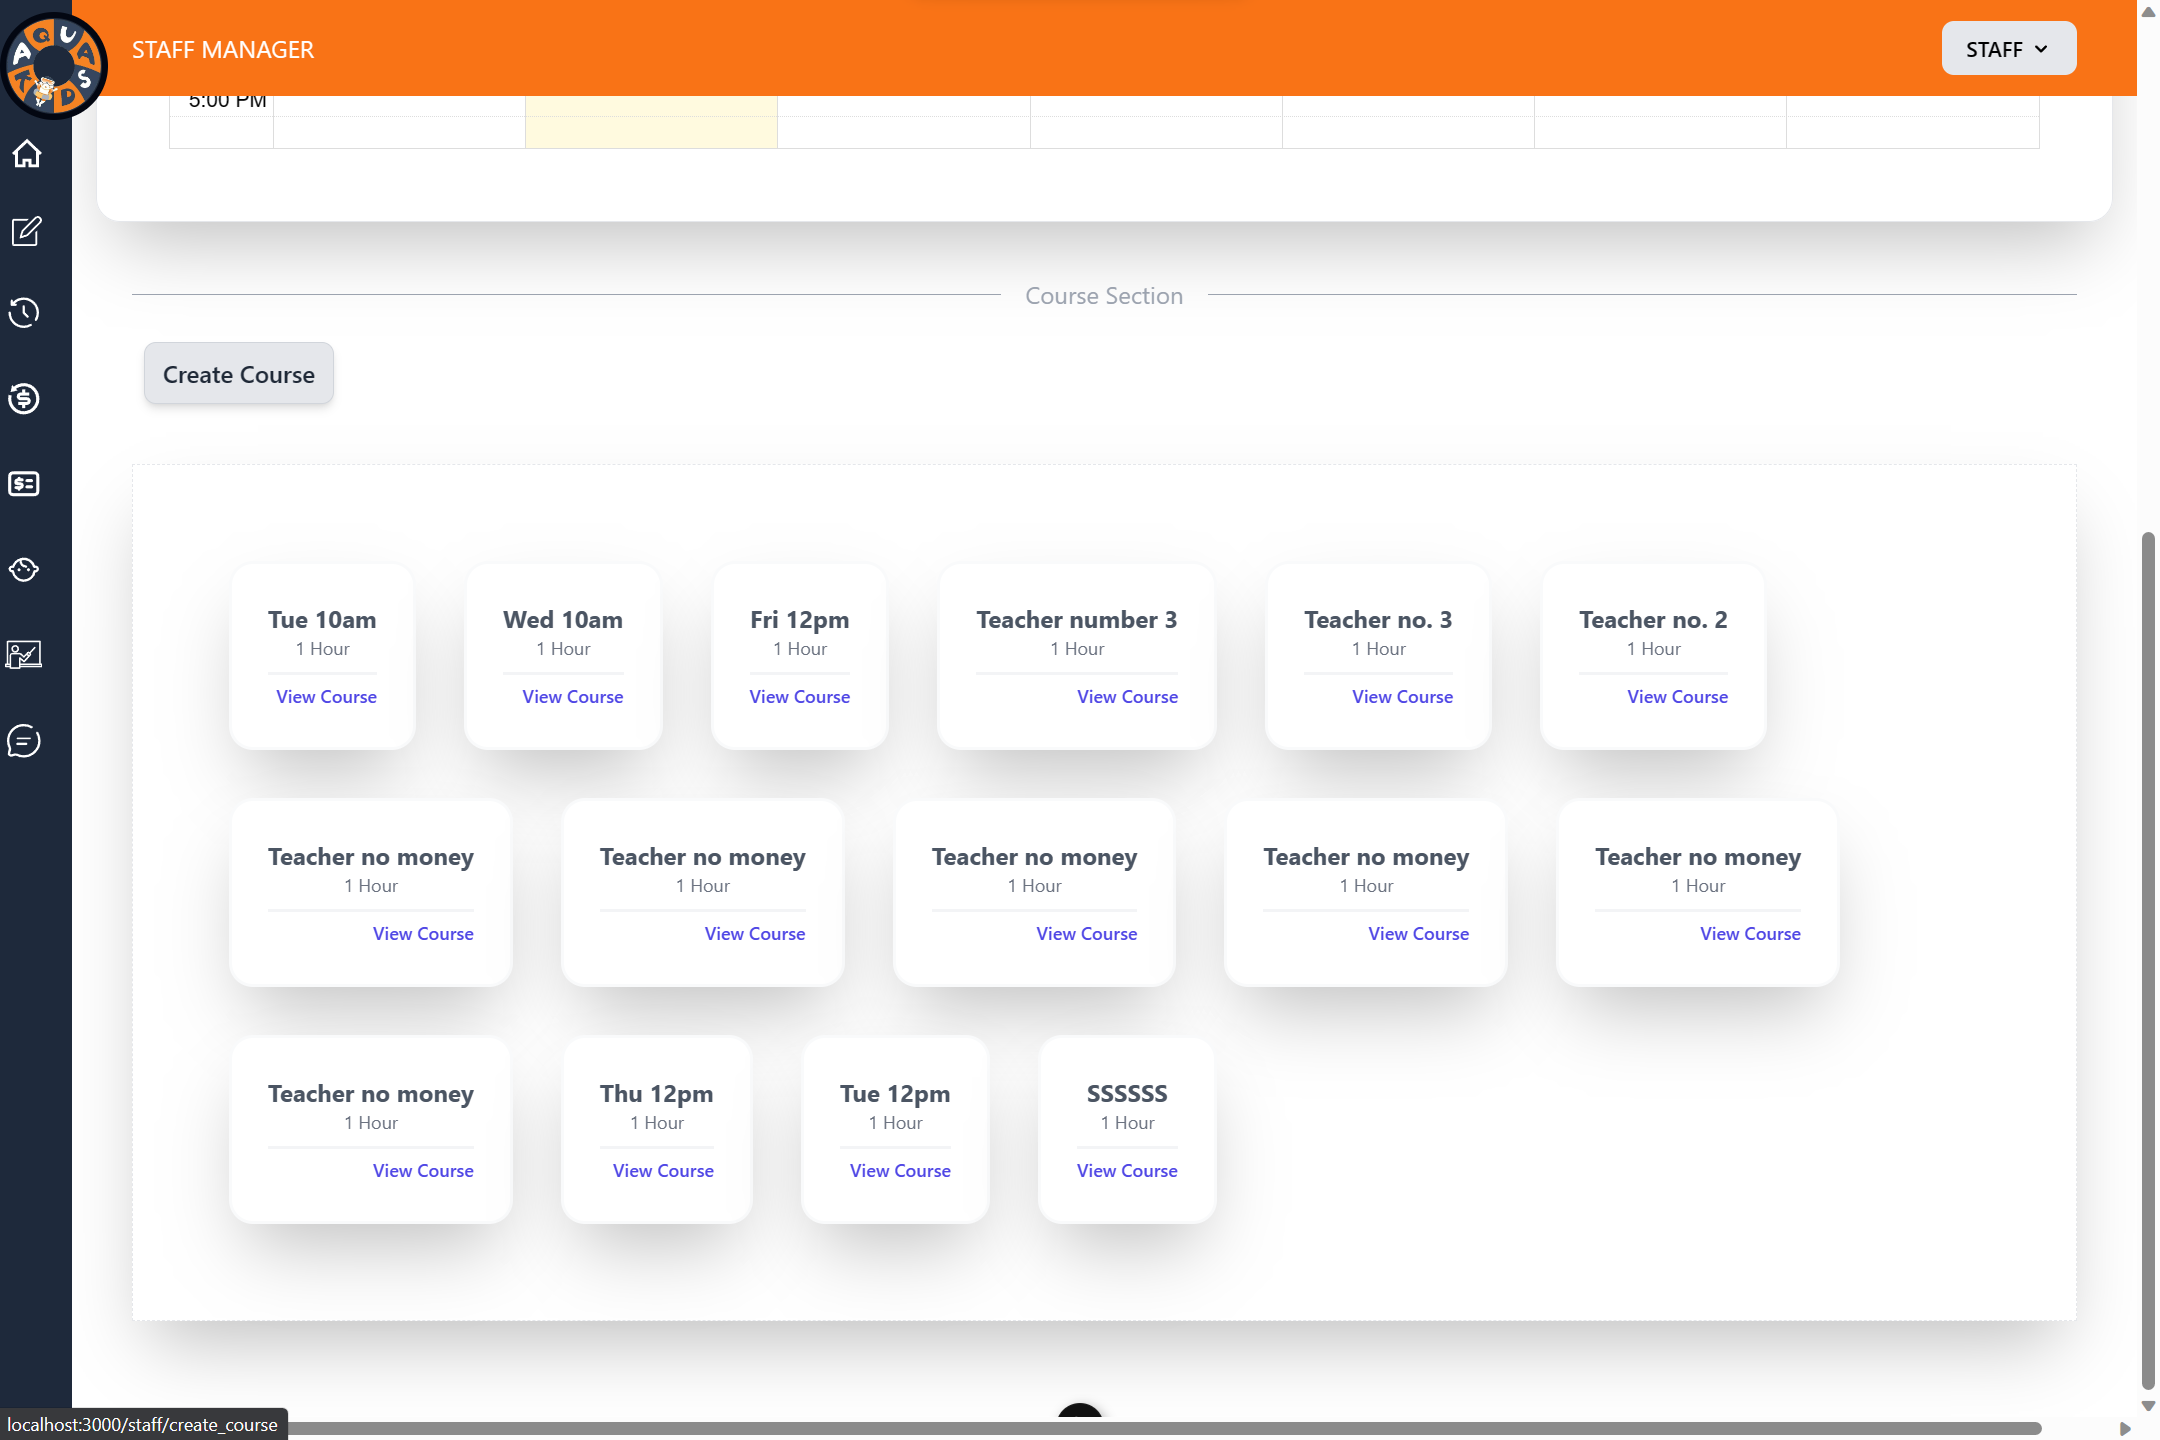 AQUA KIDS
STAFF MANAGER
STAFF
5:00 PM
Course Section
Create Course
Tue 10am
1 Hour
View Course
Wed 10am
1 Hour
View Course
Fri 12pm
1 Hour
View Course
Teacher number 3
1 Hour
View Course
Teacher no. 3
1 Hour
View Course
Teacher no. 2
1 Hour
View Course
Teacher no money
1 Hour
View Course
Teacher no money
1 Hour
View Course
Teacher no money
1 Hour
View Course
Teacher no money
1 Hour
View Course
Teacher no money
1 Hour
View Course
Teacher no money
1 Hour
View Course
Thu 12pm
1 Hour
View Course
Tue 12pm
1 Hour
View Course
SSSSSS
1 Hour
View Course
localhost:3000/staff/create_course